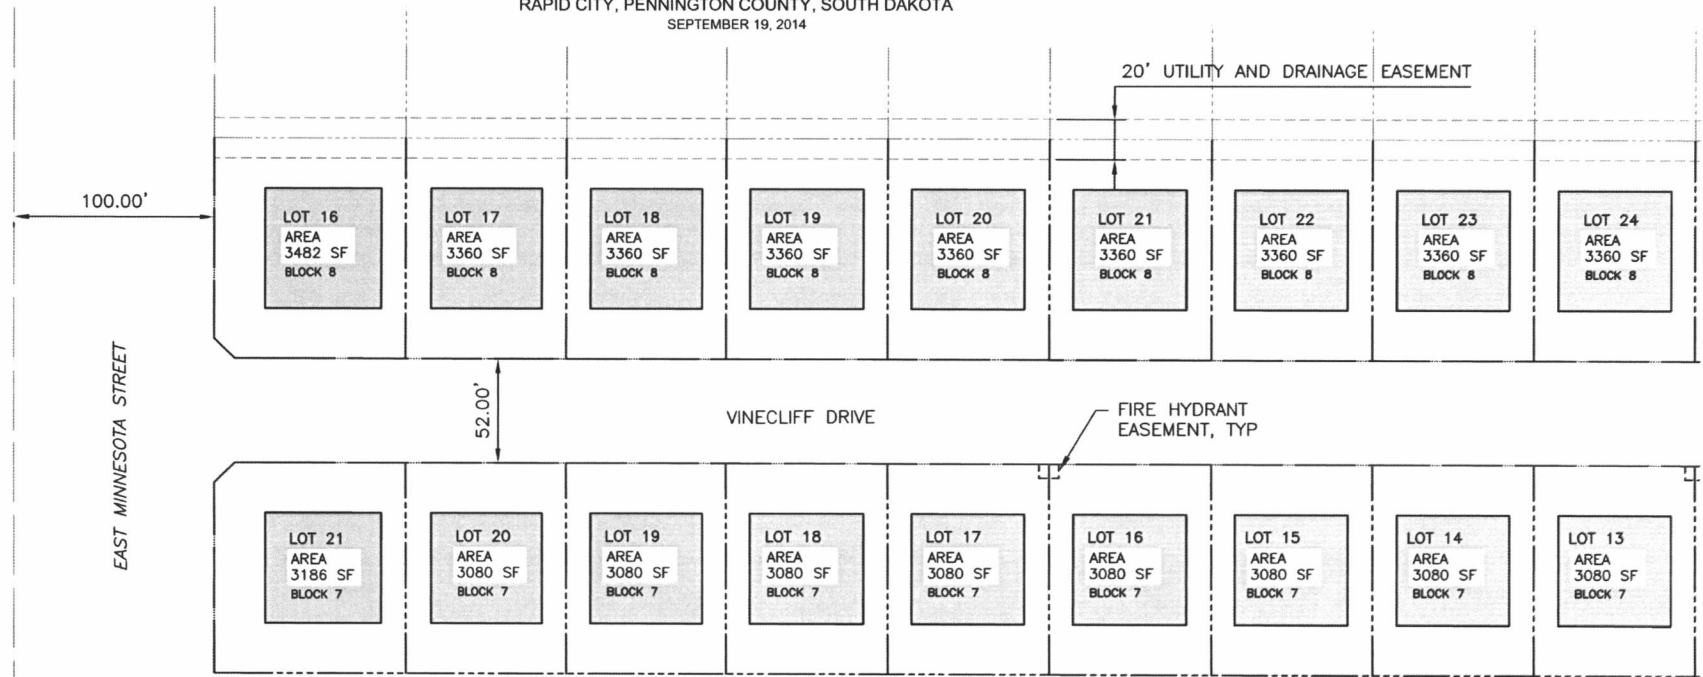 RAPID CITY, PENNINGTON COUNTY, SOUTH DAKOTA
SEPTEMBER 19, 2014
20' UTILITY AND DRAINAGE EASEMENT
100.00'
LOT 16
AREA
3482 SF
BLOCK 8
LOT 17
AREA
3360 SF
BLOCK 8
LOT 18
AREA
3360 SF
BLOCK 8
LOT 19
AREA
3360 SF
BLOCK 8
LOT 20
AREA
3360 SF
BLOCK 8
LOT 21
AREA
3360 SF
BLOCK 8
LOT 22
AREA
3360 SF
BLOCK 8
LOT 23
AREA
3360 SF
BLOCK 8
LOT 24
AREA
3360 SF
BLOCK 8
EAST MINNESOTA STREET
52.00'
VINECLIFF DRIVE
FIRE HYDRANT
EASEMENT, TYP
LOT 21
AREA
3186 SF
BLOCK 7
LOT 20
AREA
3080 SF
BLOCK 7
LOT 19
AREA
3080 SF
BLOCK 7
LOT 18
AREA
3080 SF
BLOCK 7
LOT 17
AREA
3080 SF
BLOCK 7
LOT 16
AREA
3080 SF
BLOCK 7
LOT 15
AREA
3080 SF
BLOCK 7
LOT 14
AREA
3080 SF
BLOCK 7
LOT 13
AREA
3080 SF
BLOCK 7